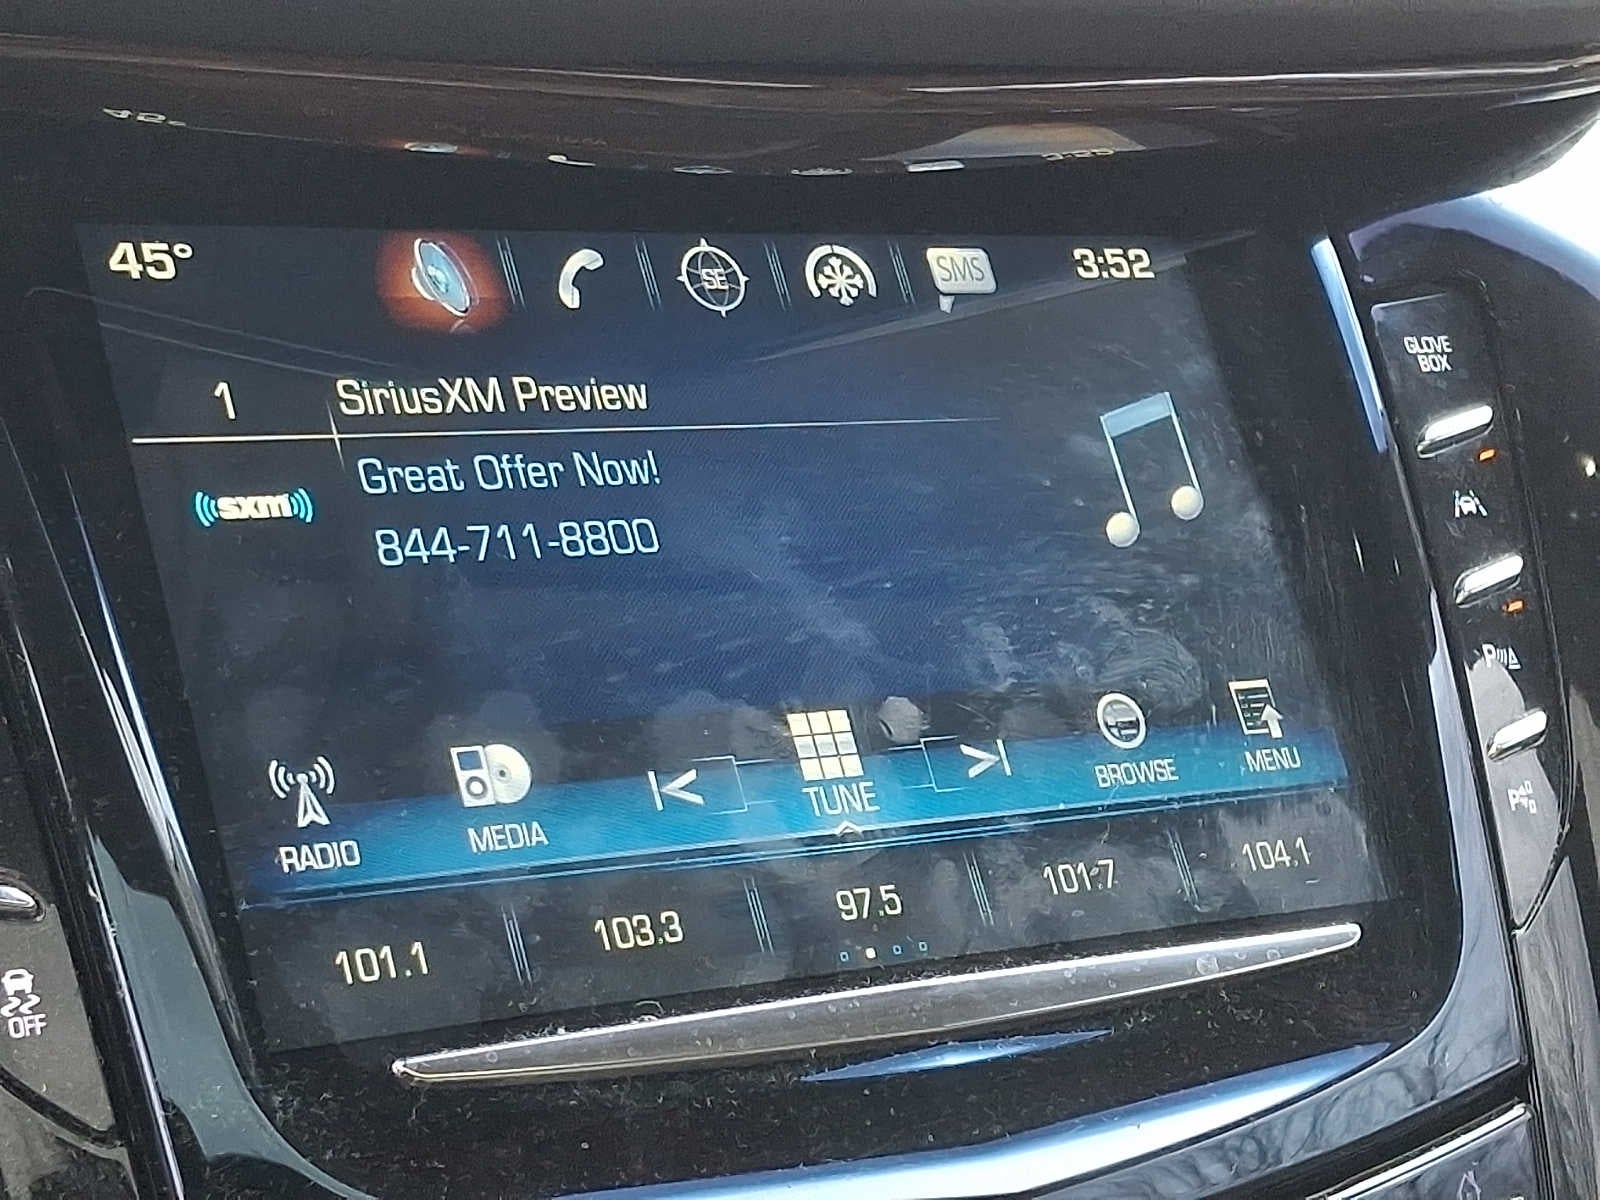 45°
SE
SMS
3:52
1 SiriusXM Preview
((sxm))
Great Offer Now!
844-711-8800
RADIO
MEDIA
TUNE
BROWSE
MENU
101.1
103.3
97.5
101.7
104.1
GLOVE
BOX
P
P
OFF